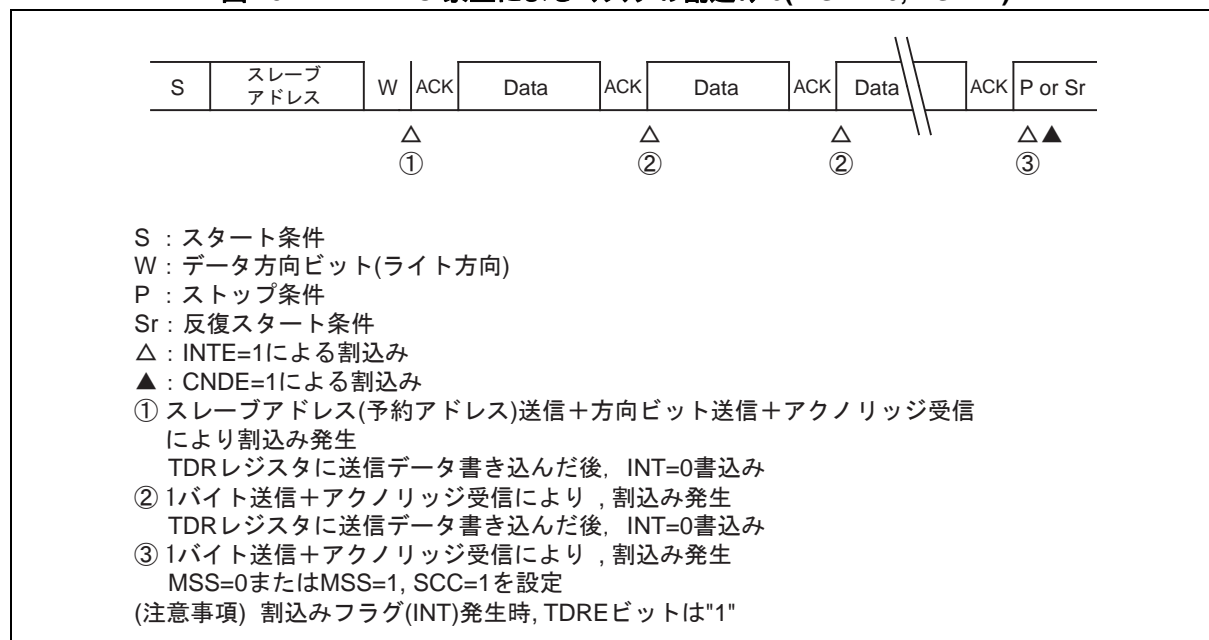 S スレーブ アドレス W ACK Data ACK Data ACK Data ACK P or Sr
△ △ △ △▲
① ② ② ③
S : スタート条件
W : データ方向ビット(ライト方向)
P : ストップ条件
Sr : 反復スタート条件
△ : INTE=1による割込み
▲ : CNDE=1による割込み
① スレーブアドレス(予約アドレス)送信＋方向ビット送信＋アクノリッジ受信
により割込み発生
TDRレジスタに送信データ書き込んだ後, INT=0書込み
② 1バイト送信＋アクノリッジ受信により , 割込み発生
TDRレジスタに送信データ書き込んだ後, INT=0書込み
③ 1バイト送信＋アクノリッジ受信により , 割込み発生
MSS=0またはMSS=1, SCC=1を設定
(注意事項) 割込みフラグ(INT)発生時, TDREビットは"1"